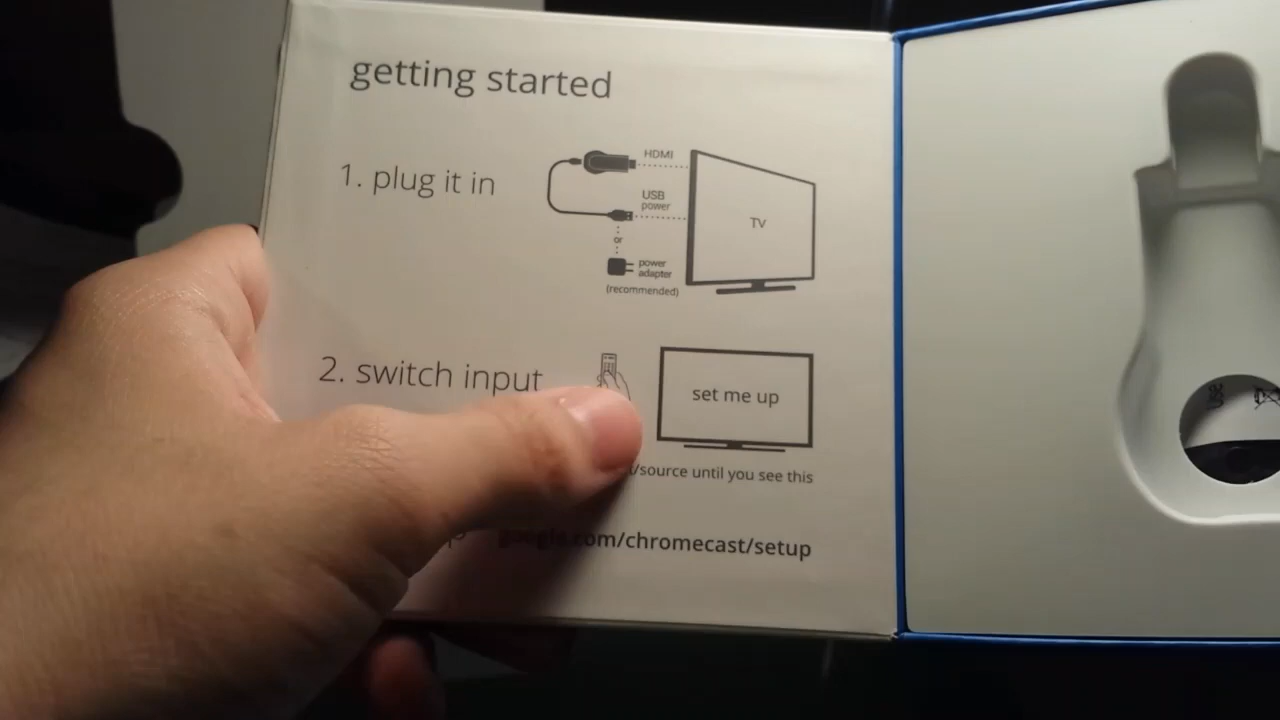 getting started
1. plug it in
HDMI
USB
power
TV
or
power
adapter
(recommended)
2. switch input
set me up
/source until you see this
google.com/chromecast/setup
USB